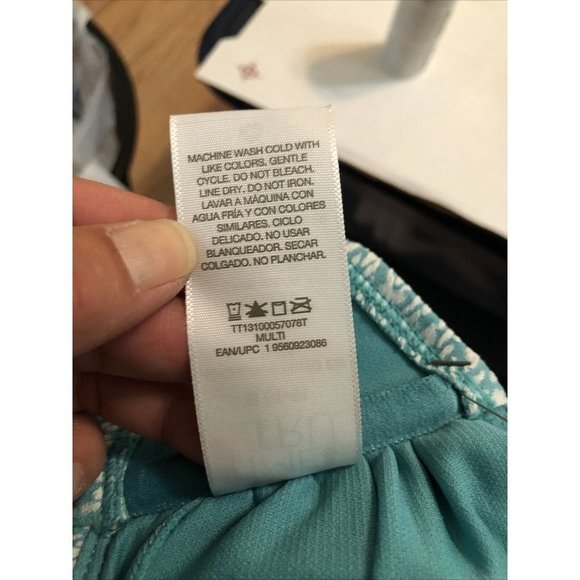 MACHINE WASH COLD WITH
LIKE COLORS. GENTLE
CYCLE. DO NOT BLEACH.
LINE DRY. DO NOT IRON.
LAVAR A MÁQUINA CON
AGUA FRÍA Y CON COLORES
SIMILARES. CICLO
DELICADO. NO USAR
BLANQUEADOR. SECAR
COLGADO. NO PLANCHAR.
TT13100057078T
MULTI
EAN/UPC 1 9560923086